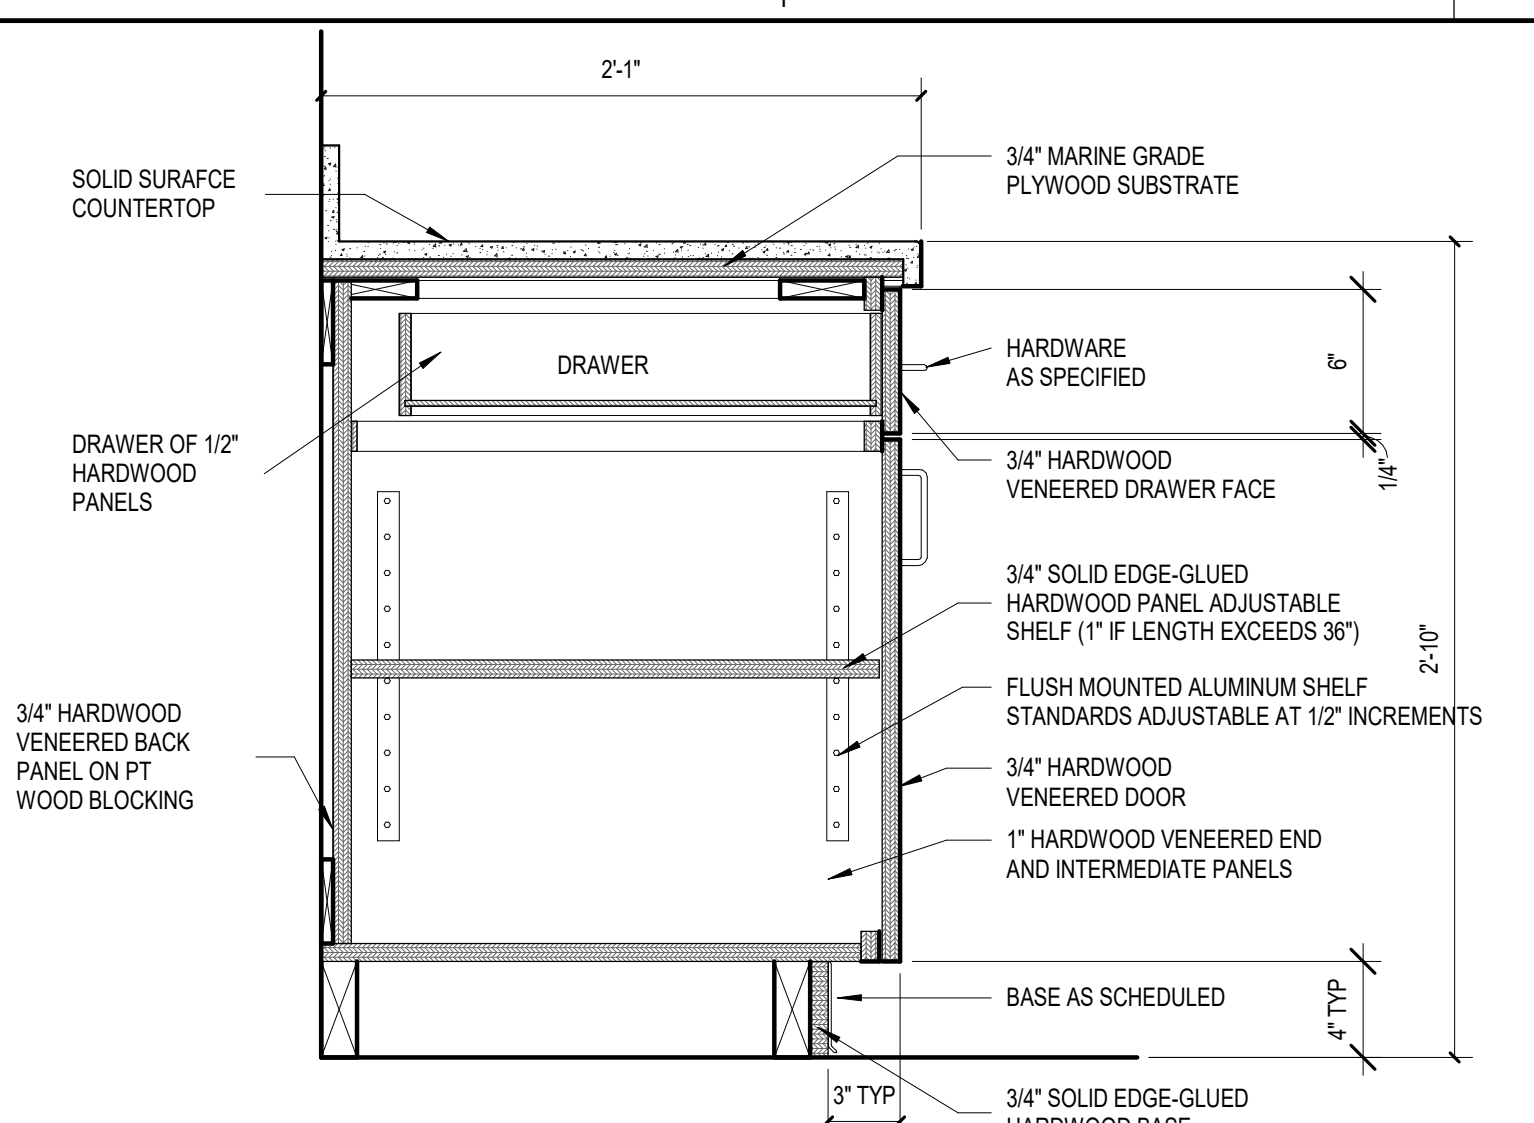 2'-1"
SOLID SURAFCE
COUNTERTOP
3/4" MARINE GRADE
PLYWOOD SUBSTRATE
DRAWER
HARDWARE
AS SPECIFIED
6"
DRAWER OF 1/2"
HARDWOOD
PANELS
3/4" HARDWOOD
VENEERED DRAWER FACE
1/4"
3/4" SOLID EDGE-GLUED
HARDWOOD PANEL ADJUSTABLE
SHELF (1" IF LENGTH EXCEEDS 36")
2'-10"
FLUSH MOUNTED ALUMINUM SHELF
STANDARDS ADJUSTABLE AT 1/2" INCREMENTS
3/4" HARDWOOD
VENEERED BACK
PANEL ON PT
WOOD BLOCKING
3/4" HARDWOOD
VENEERED DOOR
1" HARDWOOD VENEERED END
AND INTERMEDIATE PANELS
BASE AS SCHEDULED
4" TYP
3" TYP
3/4" SOLID EDGE-GLUED
HARDWOOD BASE